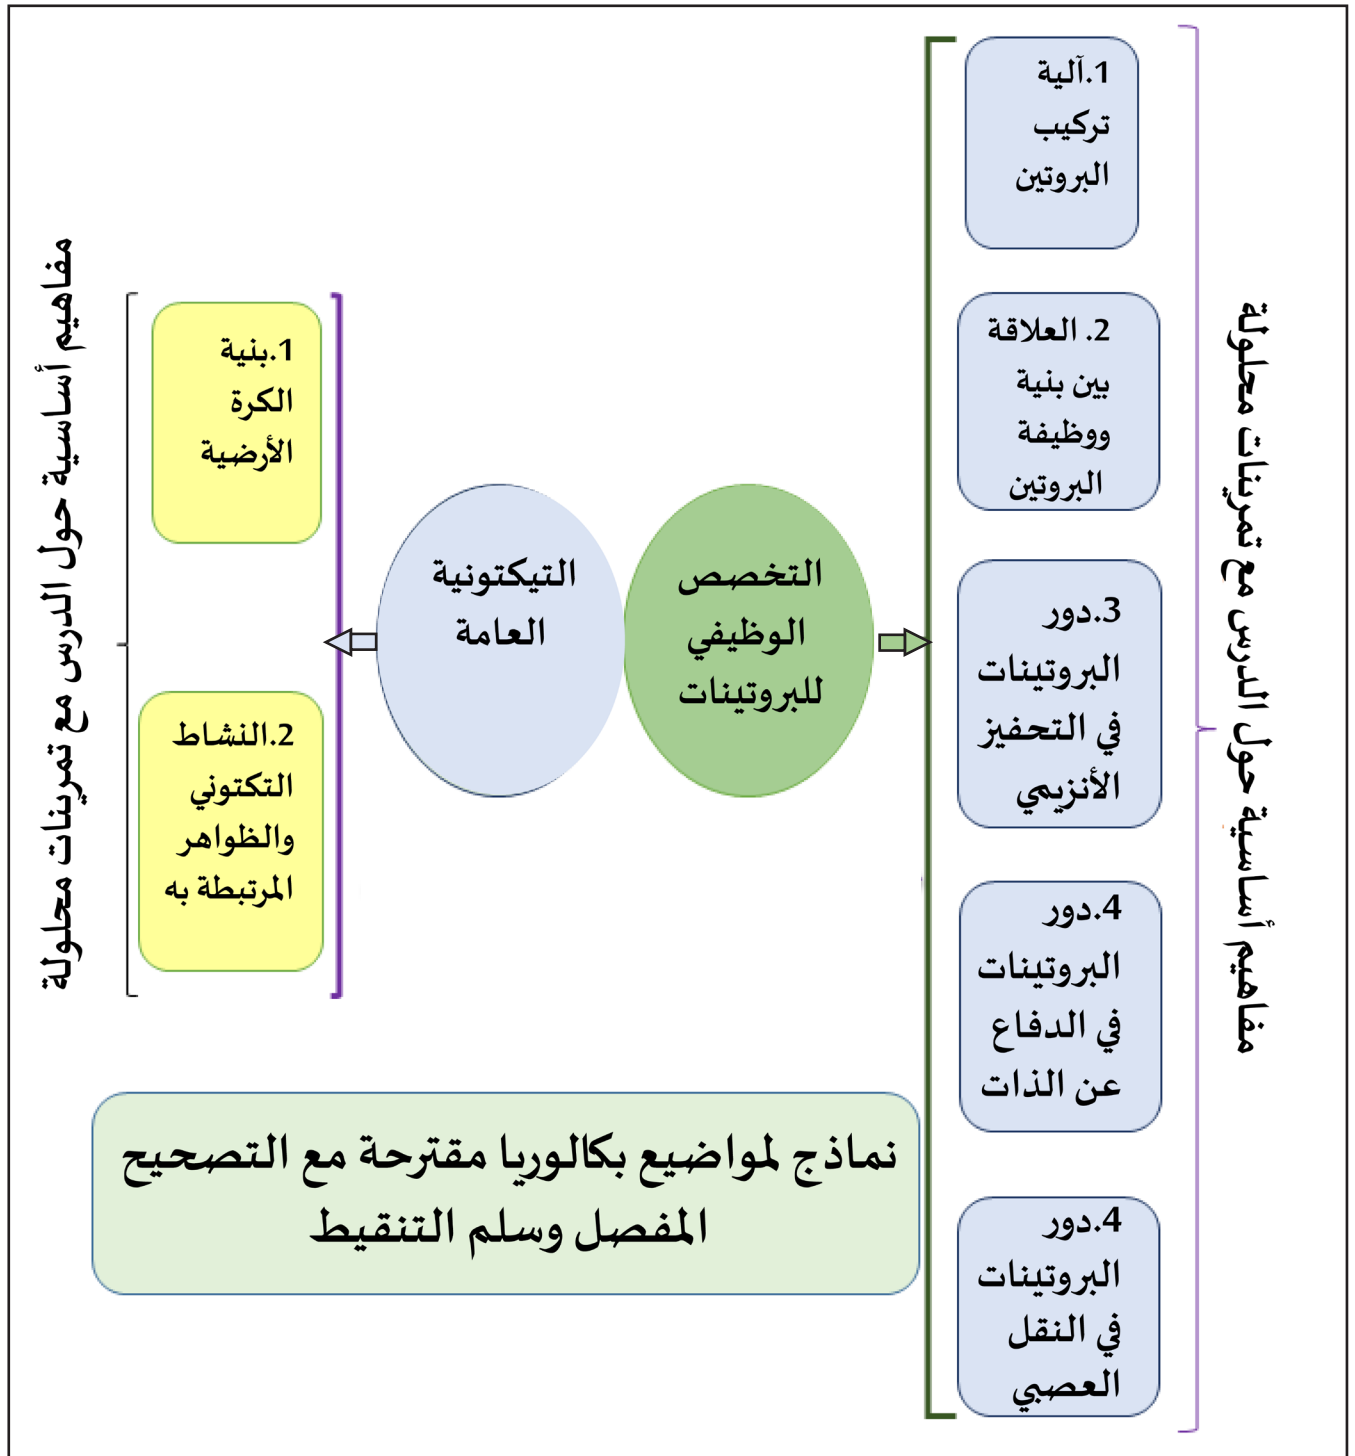 مفاهيم أساسية حول الدرس مع تمرينات محلولة
1.آلية
تركيب
البروتين
2. العلاقة
بين بنية
ووظيفة
البروتين
3.دور
البروتينات
في التحفيز
الأنزيمي
4.دور
البروتينات
في الدفاع
عن الذات
4.دور
البروتينات
في النقل
العصبي
التخصص
الوظيفي
للبروتينات
التيكتونية
العامة
1.بنية
الكرة
الأرضية
2.النشاط
التكتوني
والظواهر
المرتبطة به
مفاهيم أساسية حول الدرس مع تمرينات محلولة
نماذج لمواضيع بكالوريا مقترحة مع التصحيح
المفصل وسلم التنقيط